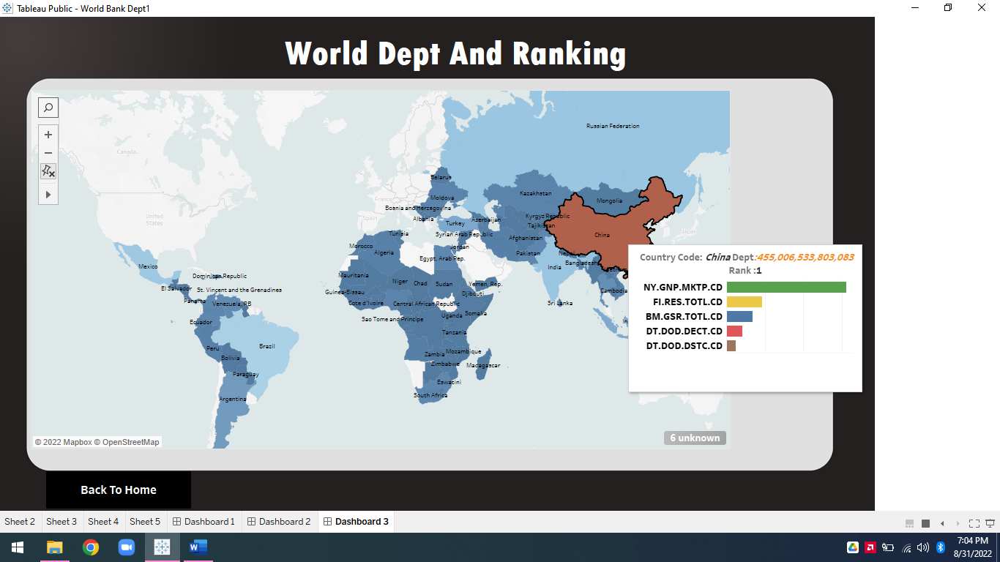 Tableau Public - World Bank Dept1
World Dept And Ranking
Russian Federation
Canada
Belarus
Kazakhstan
Moldova
Mongolia
France
Bosnia and Herzegovina
United
States
Spain
Albania
Turkey
Azerbaijan
Kyrgyz Republic
Tajikistan
Japan
Tunisia
Syrian Arab Republic
China
Afghanistan
Morocco
Jordan
Algeria
Pakistan
Nepal
Egypt, Arab Rep.
Bangladesh
Mexico
India
Mauritania
Dominican Republic
Niger
Chad
Sudan
Yemen, Rep.
El Salvador
St. Vincent and the Grenadines
Guinea-Bissau
Djibouti
Cambodia
Panama
Venezuela, RB
Cote d'Ivoire
Central African Republic
Sri Lanka
Ecuador
Sao Tome and Principe
Uganda
Somalia
Tanzania
Peru
Brazil
Bolivia
Zambia
Mozambique
Zimbabwe
Madagascar
Paraguay
Eswatini
Argentina
South Africa
Country Code: China Dept:455,006,533,803,083
Rank :1
NY.GNP.MKTP.CD
FI.RES.TOTL.CD
BM.GSR.TOTL.CD
DT.DOD.DECT.CD
DT.DOD.DSTC.CD
© 2022 Mapbox © OpenStreetMap
6 unknown
Back To Home
Sheet 2 Sheet 3 Sheet 4 Sheet 5 Dashboard 1 Dashboard 2 Dashboard 3
7:04 PM
8/31/2022